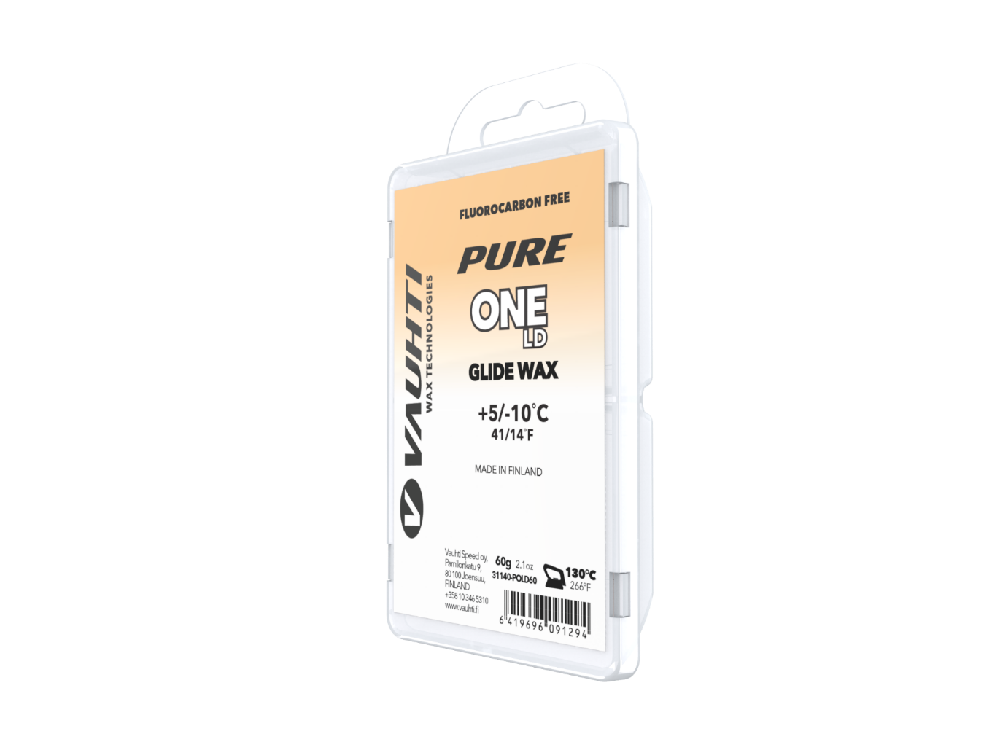 FLUOROCARBON FREE
PURE
ONE
LD
GLIDE WAX
+5/-10°C
41/14°F
MADE IN FINLAND
VAUHTI
WAX TECHNOLOGIES
V
Vauhti Speed oy,
Pamilonkatu 9,
80 100 Joensuu,
FINLAND
+358 10 346 5310
www.vauhti.fi
60g 2.1oz
31140-POLD60
130°C
266°F
6 419696 091294